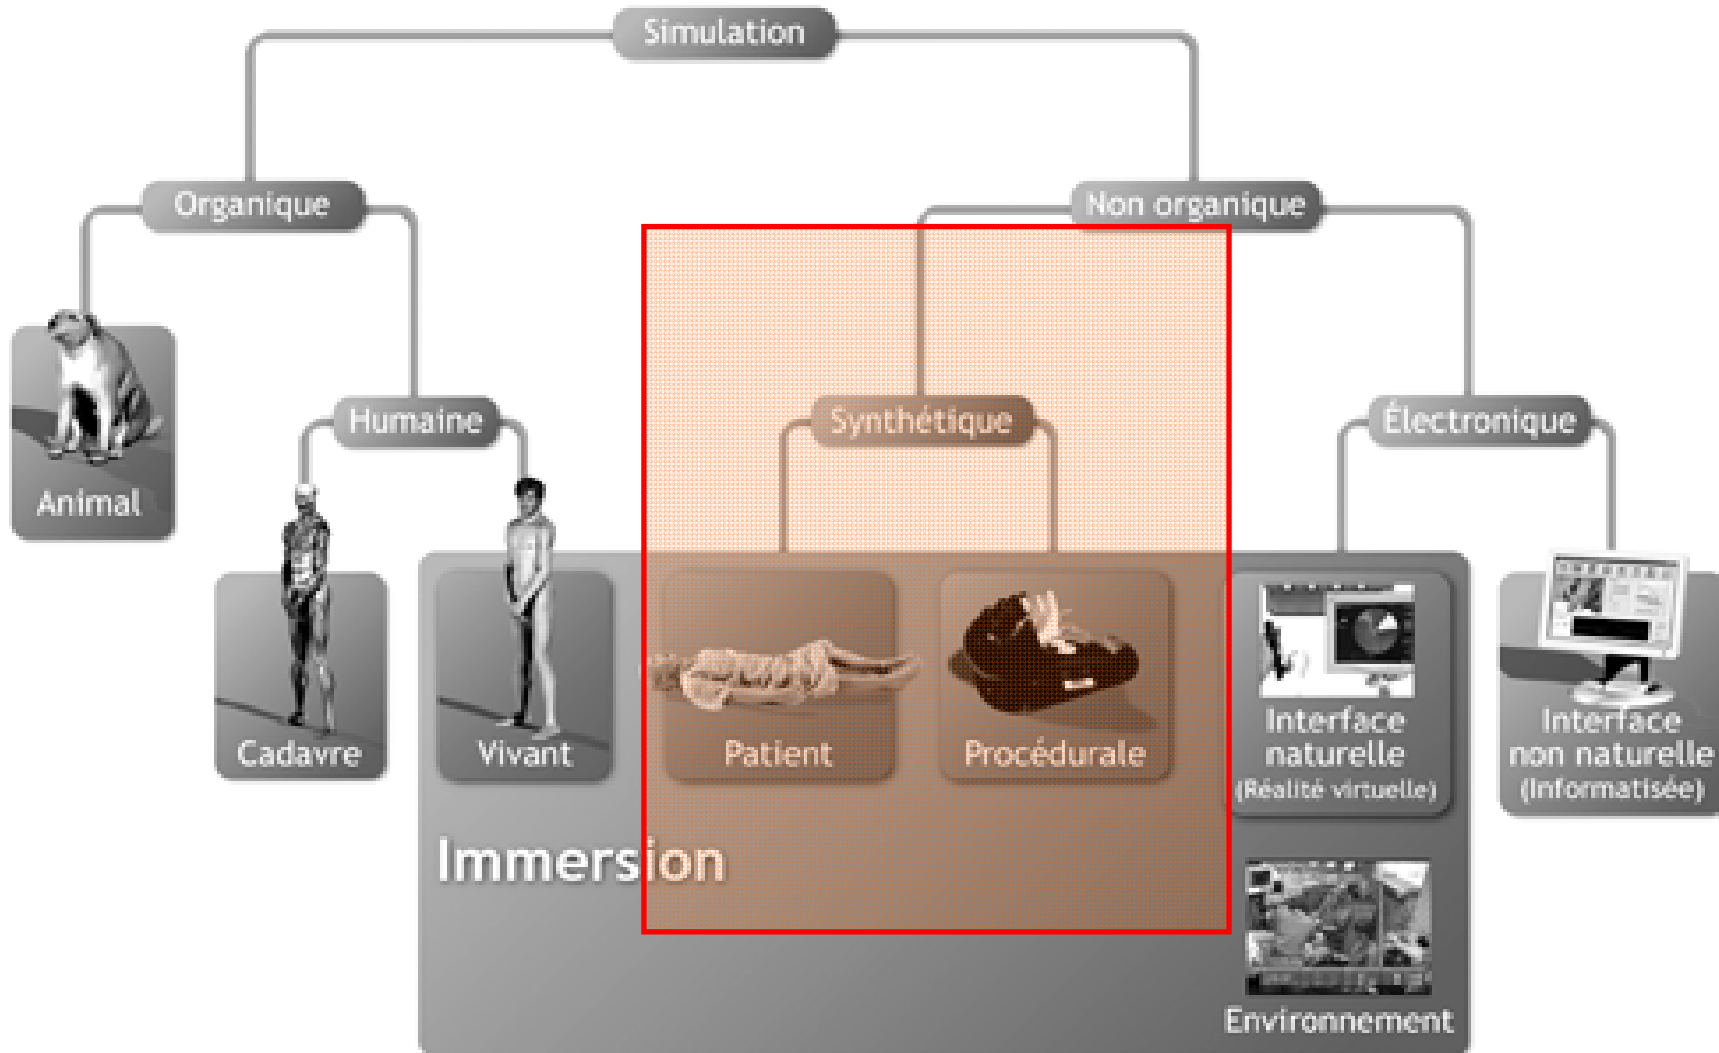 Simulation
Organique
Non organique
Humaine
Synthétique
Électronique
Animal
Cadavre
Vivant
Patient
Procédurale
Interface
naturelle
(Réalité virtuelle)
Interface
non naturelle
(Informatisée)
Immersion
Environnement